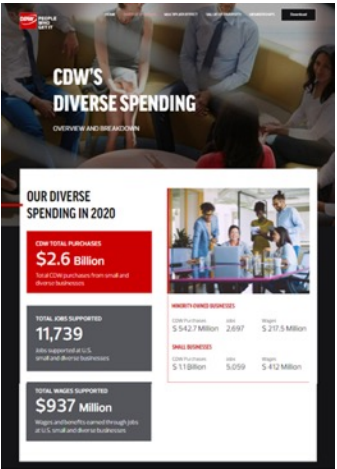 CDW
PEOPLE
WHO
GET IT
Download
CDW'S
DIVERSE SPENDING
OVERVIEW AND BREAKDOWN
OUR DIVERSE
SPENDING IN 2020
CDW TOTAL PURCHASES
$2.6 Billion
Total CDW purchases from small and
diverse businesses
TOTAL JOBS SUPPORTED
11,739
Jobs supported at U.S.
small and diverse businesses
TOTAL WAGES SUPPORTED
$937 Million
Wages and benefits earned through jobs
at U.S. small and diverse businesses
MINORITY-OWNED BUSINESSES
CDW Purchases Jobs Wages
$ 542.7 Million 2,697 $ 217.5 Million
SMALL BUSINESSES
CDW Purchases Jobs Wages
$ 1.1 Billion 5,059 $ 412 Million